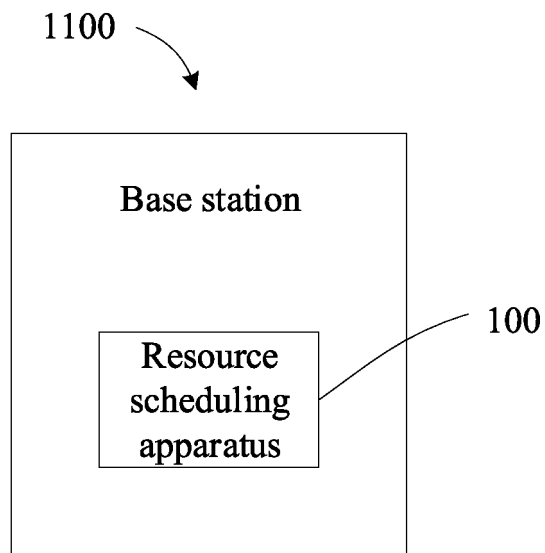 1100
Base station
100
Resource
scheduling
apparatus